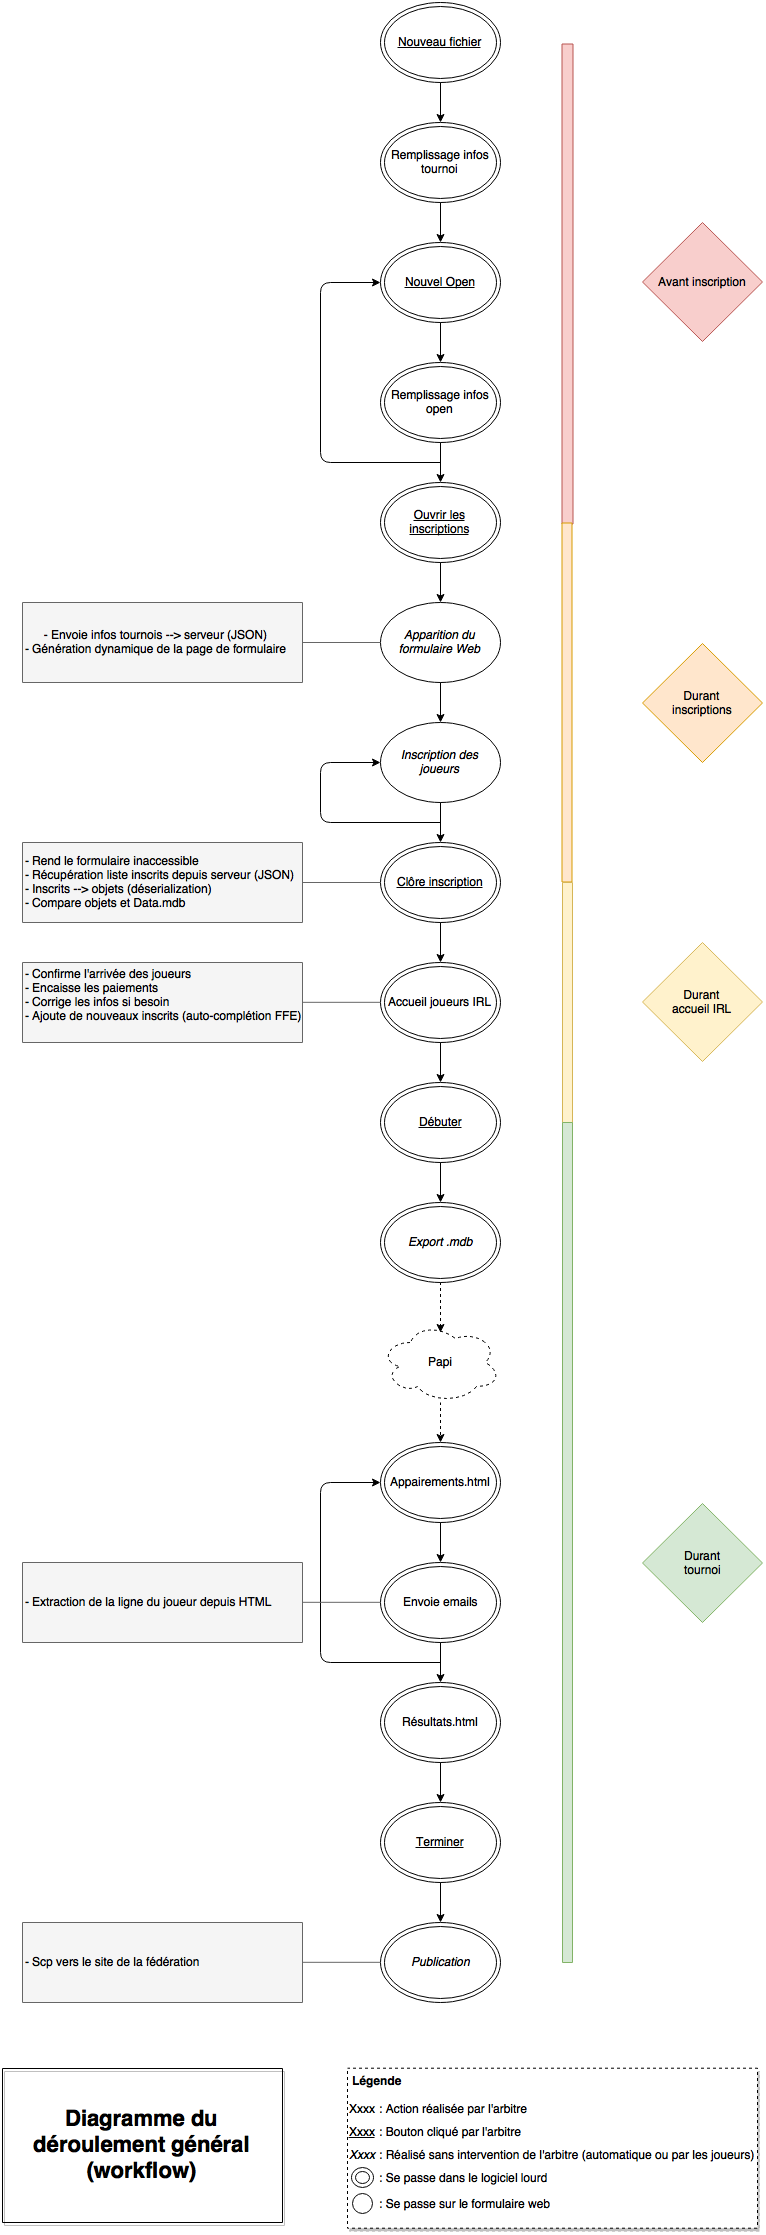 Nouveau fichier
Remplissage infos
tournoi
Nouvel Open
Avant inscription
Remplissage infos
open
Ouvrir les
inscriptions
- Envoie infos tournois --> serveur (JSON)
- Génération dynamique de la page de formulaire
Apparition du
formulaire Web
Durant
inscriptions
Inscription des
joueurs
- Rend le formulaire inaccessible
- Récupération liste inscrits depuis serveur (JSON)
- Inscrits --> objets (déserialization)
- Compare objets et Data.mdb
Clôre inscription
- Confirme l'arrivée des joueurs
- Encaisse les paiements
- Corrige les infos si besoin
- Ajoute de nouveaux inscrits (auto-complétion FFE)
Accueil joueurs IRL
Durant
accueil IRL
Débuter
Export .mdb
Papi
Appairements.html
Durant
tournoi
- Extraction de la ligne du joueur depuis HTML
Envoie emails
Résultats.html
Terminer
- Scp vers le site de la fédération
Publication
Diagramme du
déroulement général
(workflow)
Légende
Xxxx : Action réalisée par l'arbitre
Xxxx : Bouton cliqué par l'arbitre
Xxxx : Réalisé sans intervention de l'arbitre (automatique ou par les joueurs)
: Se passe dans le logiciel lourd
: Se passe sur le formulaire web